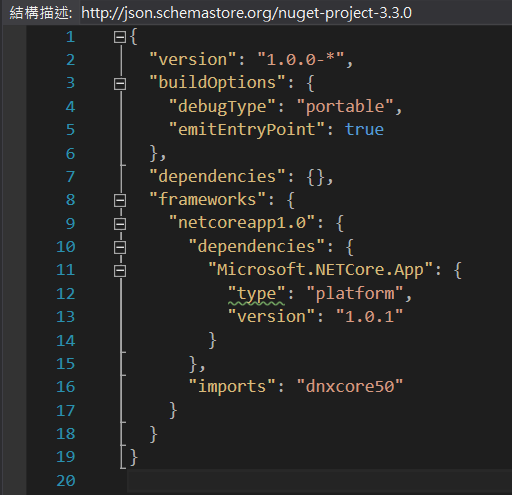 結構描述: http://json.schemastore.org/nuget-project-3.3.0
1 {
2 "version": "1.0.0-*",
3 "buildOptions": {
4 "debugType": "portable",
5 "emitEntryPoint": true
6 },
7 "dependencies": {},
8 "frameworks": {
9 "netcoreapp1.0": {
10 "dependencies": {
11 "Microsoft.NETCore.App": {
12 "type": "platform",
13 "version": "1.0.1"
14 }
15 },
16 "imports": "dnxcore50"
17 }
18 }
19 }
20